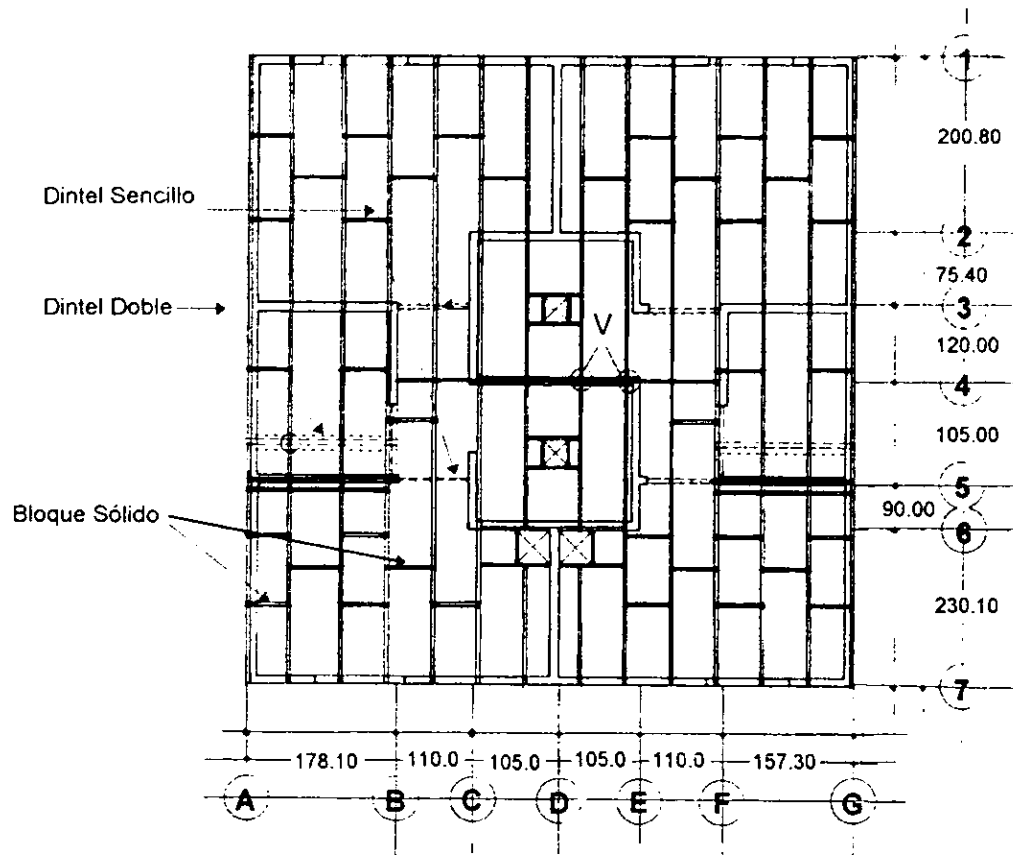 1
200.80
Dintel Sencillo
2
75.40
Dintel Doble
3
V
120.00
4
105.00
5
90.00
Bloque Sólido
6
230.10
7
178.10 110.0 105.0 105.0 110.0 157.30
A B C D E F G